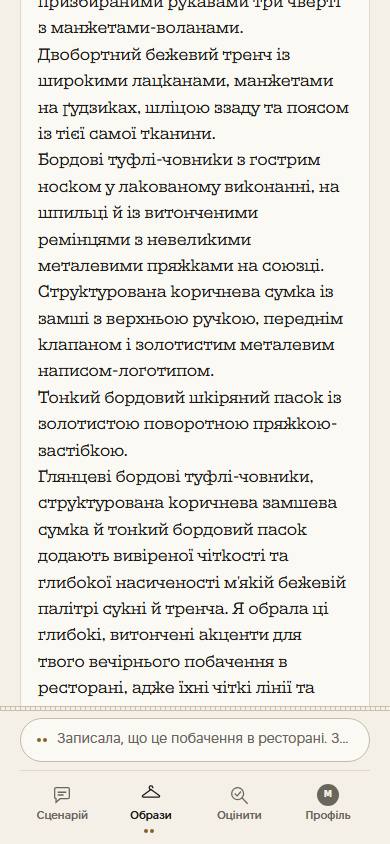 призбираними рукавами три чверті
з манжетами-воланами.
Двобортний бежевий тренч із
широкими лацканами, манжетами
на ґудзиках, шліцою ззаду та поясом
із тієї самої тканини.
Бордові туфлі-човники з гострим
носком у лакованому виконанні, на
шпильці й із витонченими
ремінцями з невеликими
металевими пряжками на союзці.
Структурована коричнева сумка із
замші з верхньою ручкою, переднім
клапаном і золотистим металевим
написом-логотипом.
Тонкий бордовий шкіряний пасок із
золотистою поворотною пряжкою-
застібкою.
Глянцеві бордові туфлі-човники,
структурована коричнева замшева
сумка й тонкий бордовий пасок
додають вивіреної чіткості та
глибокої насиченості м'якій бежевій
палітрі сукні й тренча. Я обрала ці
глибокі, витончені акценти для
твого вечірнього побачення в
ресторані, адже їхні чіткі лінії та
Записала, що це побачення в ресторані. З...
Сценарій
Образи
Оцінити
М
Профіль